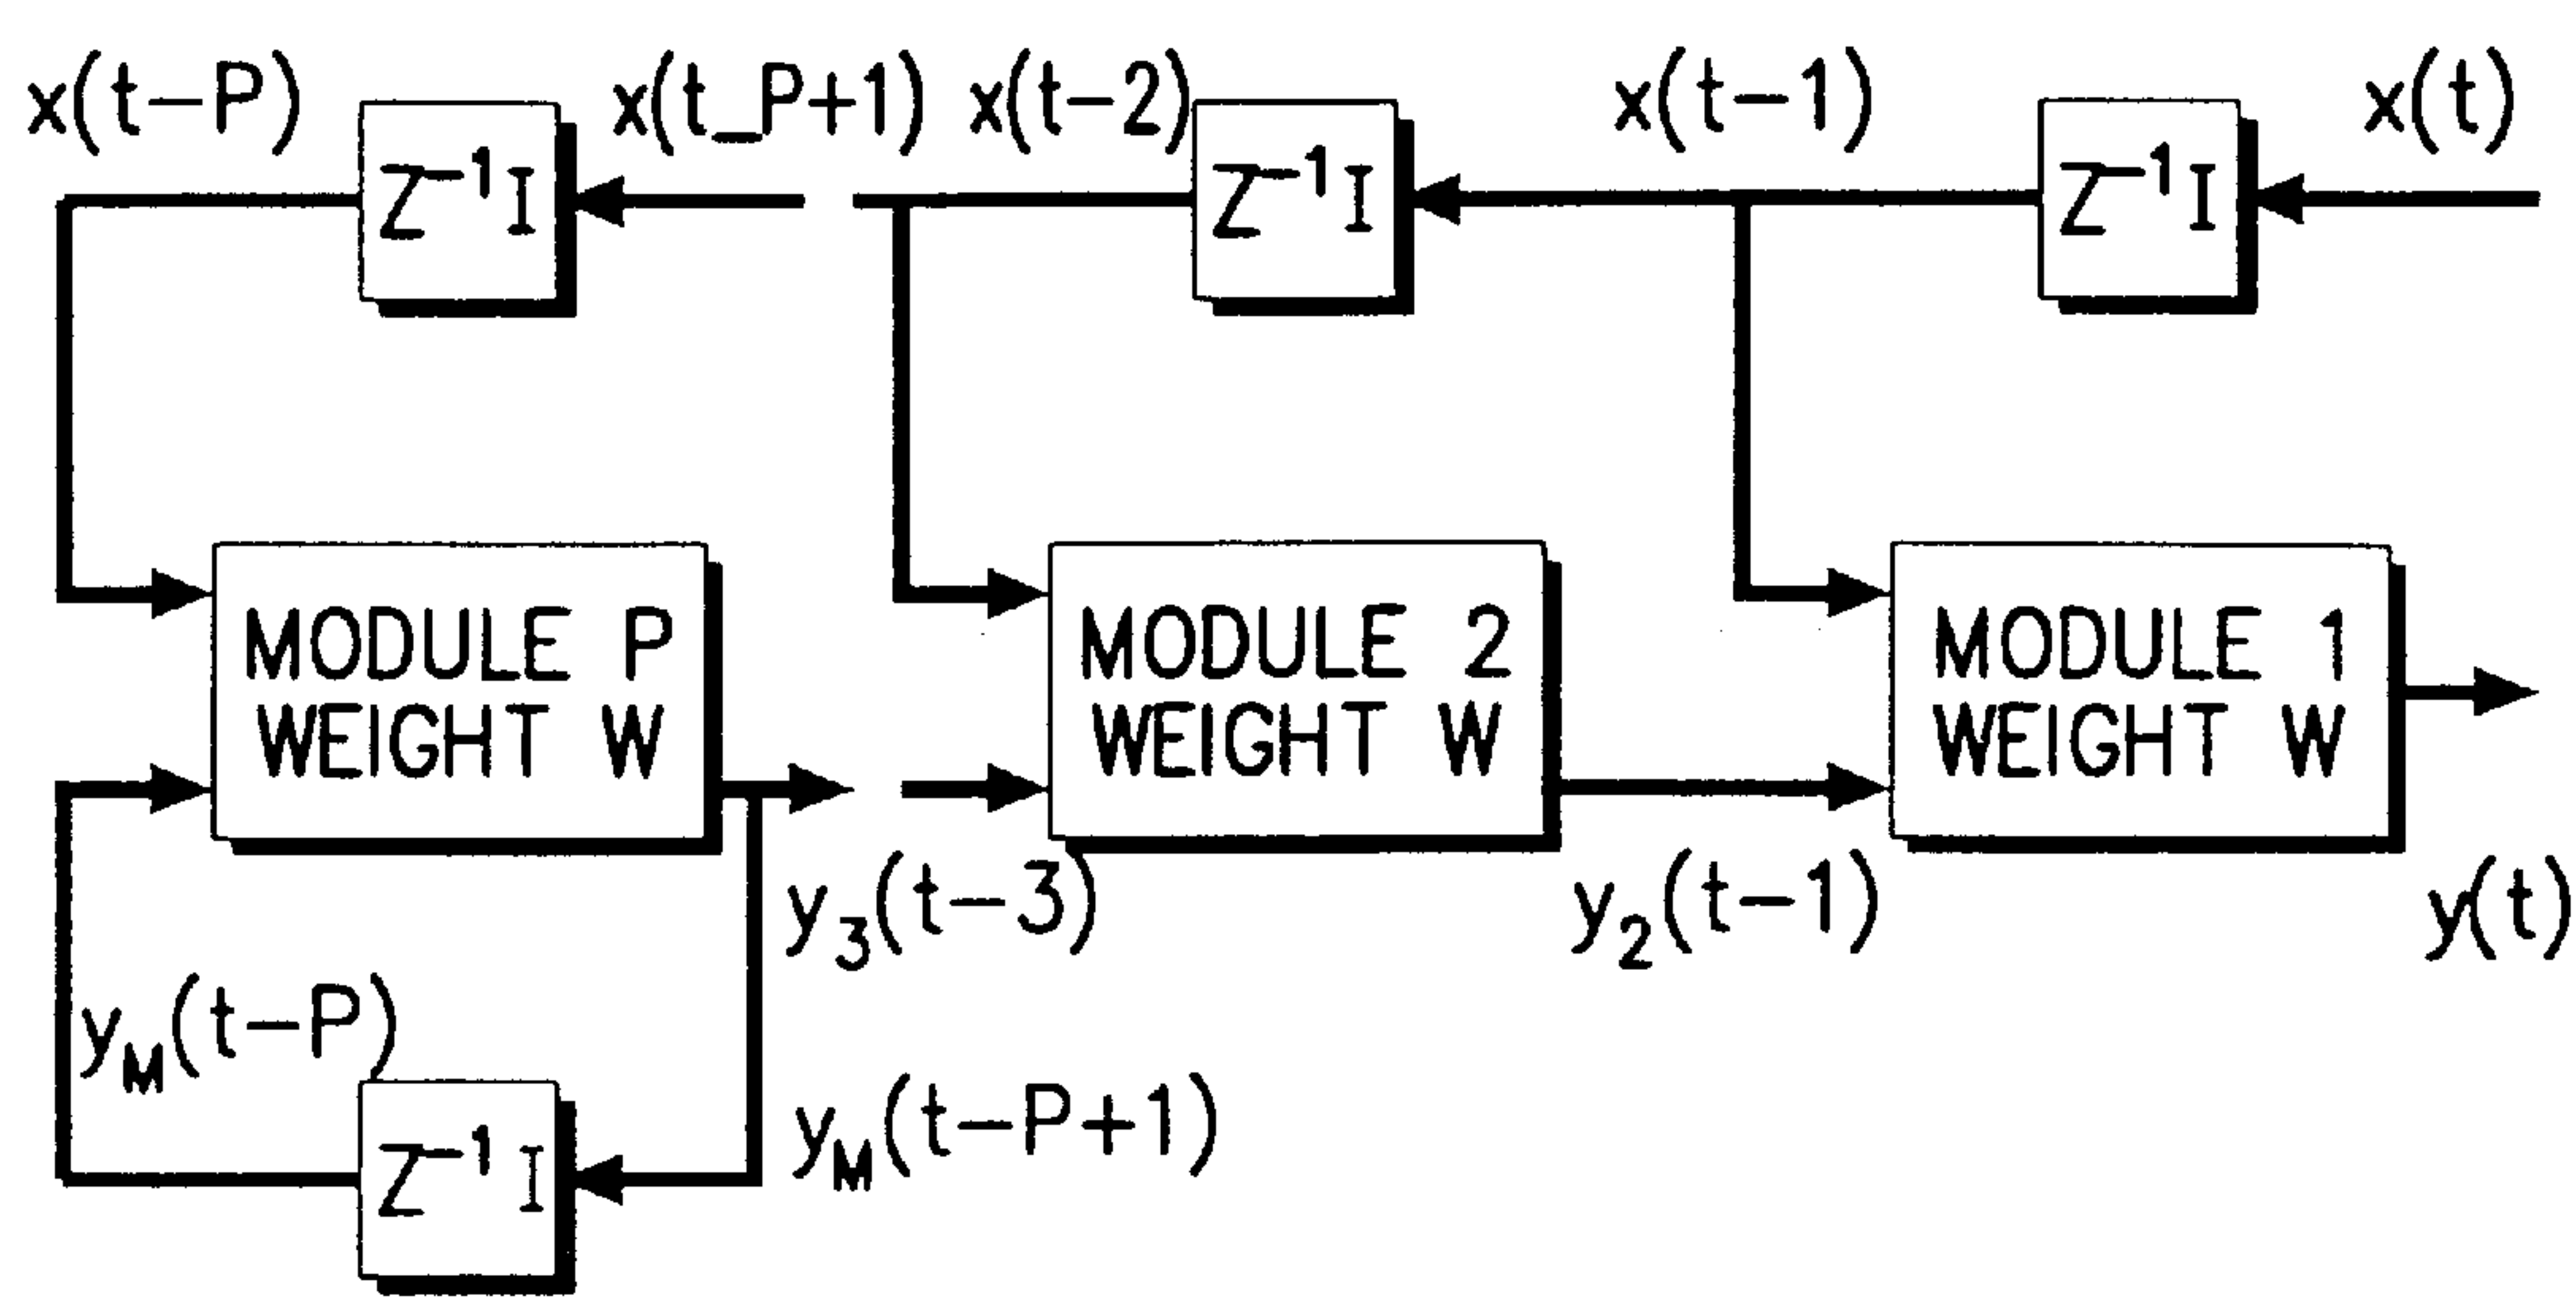 x(t-P)
x(t_P+1)
x(t-2)
x(t-1)
x(t)
Z⁻¹I
Z⁻¹I
Z⁻¹I
MODULE P
WEIGHT W
MODULE 2
WEIGHT W
MODULE 1
WEIGHT W
y₃(t-3)
y₂(t-1)
y(t)
y_M(t-P)
Z⁻¹I
y_M(t-P+1)